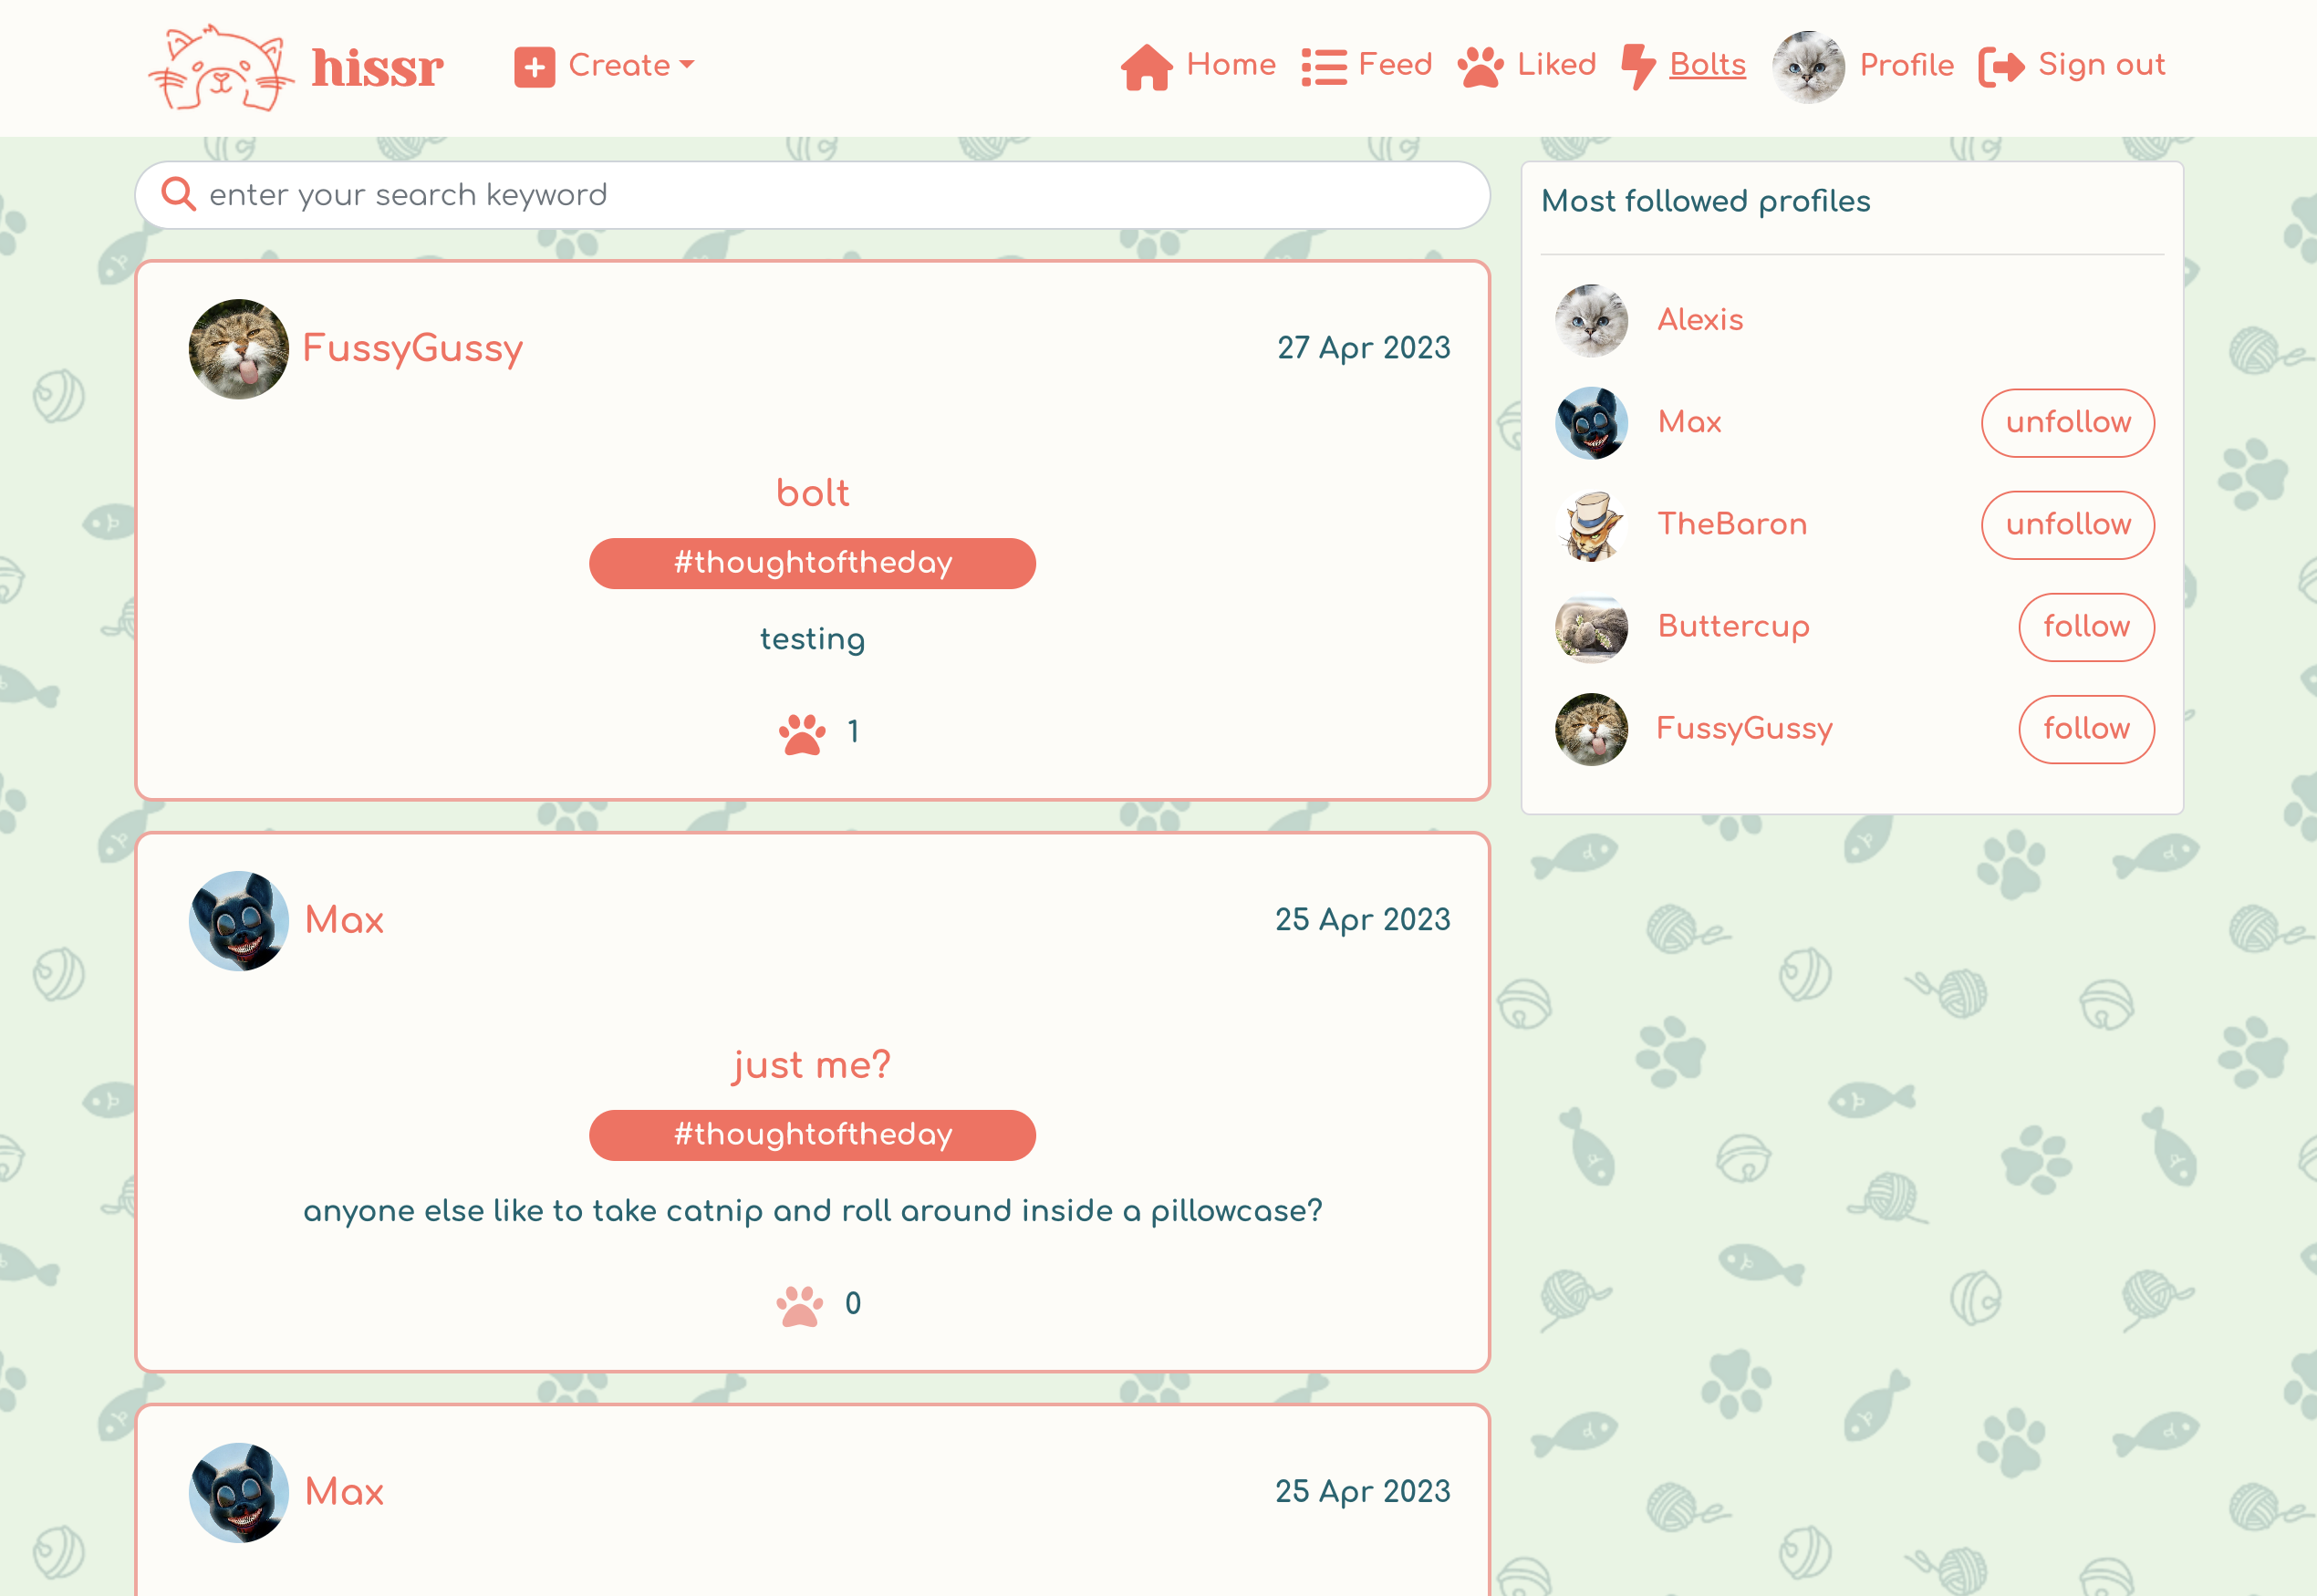 hissr
Create
Home
Feed
Liked
Bolts
Profile
Sign out
enter your search keyword
FussyGussy
27 Apr 2023
bolt
#thoughtoftheday
testing
1
Max
25 Apr 2023
just me?
#thoughtoftheday
anyone else like to take catnip and roll around inside a pillowcase?
0
Max
25 Apr 2023
Most followed profiles
Alexis
Max
unfollow
TheBaron
unfollow
Buttercup
follow
FussyGussy
follow